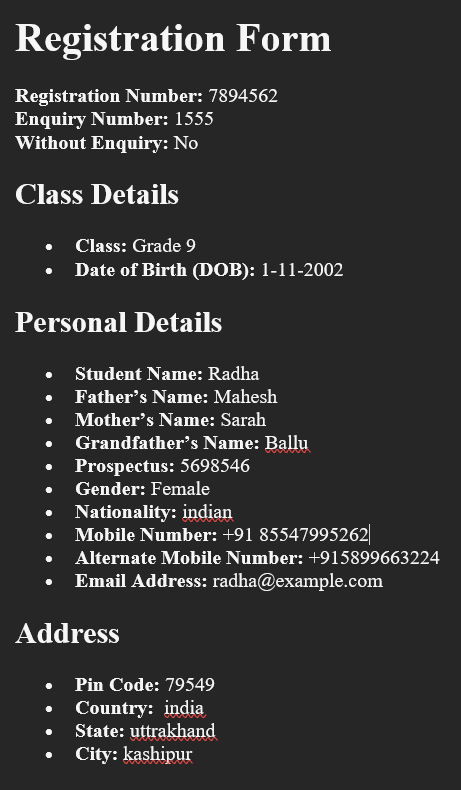 Registration Form
Registration Number: 7894562
Enquiry Number: 1555
Without Enquiry: No
Class Details
• Class: Grade 9
• Date of Birth (DOB): 1-11-2002
Personal Details
• Student Name: Radha
• Father’s Name: Mahesh
• Mother’s Name: Sarah
• Grandfather’s Name: Ballu
• Prospectus: 5698546
• Gender: Female
• Nationality: indian
• Mobile Number: +91 85547995262
• Alternate Mobile Number: +915899663224
• Email Address: radha@example.com
Address
• Pin Code: 79549
• Country:  india
• State: uttrakhand
• City: kashipur